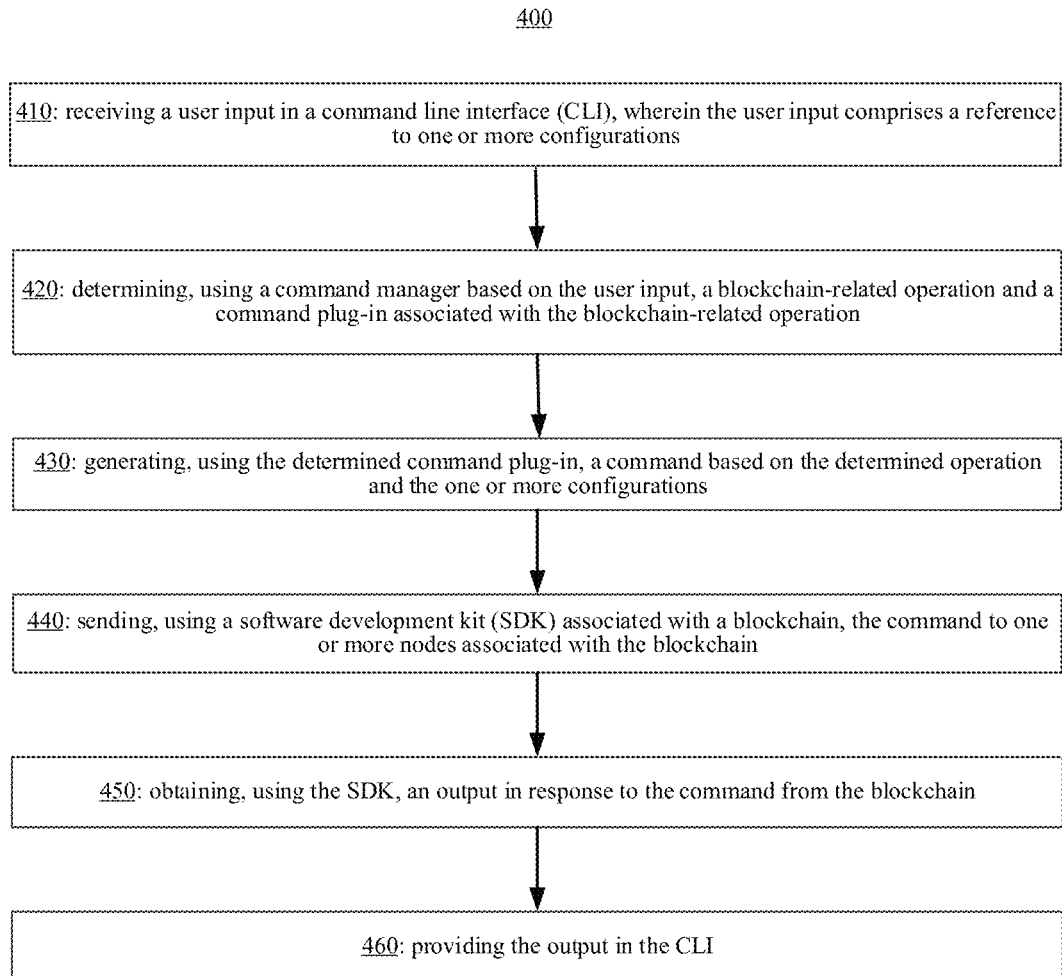 400
410: receiving a user input in a command line interface (CLI), wherein the user input comprises a reference
to one or more configurations
420: determining, using a command manager based on the user input, a blockchain-related operation and a
command plug-in associated with the blockchain-related operation
430: generating, using the determined command plug-in, a command based on the determined operation
and the one or more configurations
440: sending, using a software development kit (SDK) associated with a blockchain, the command to one
or more nodes associated with the blockchain
450: obtaining, using the SDK, an output in response to the command from the blockchain
460: providing the output in the CLI